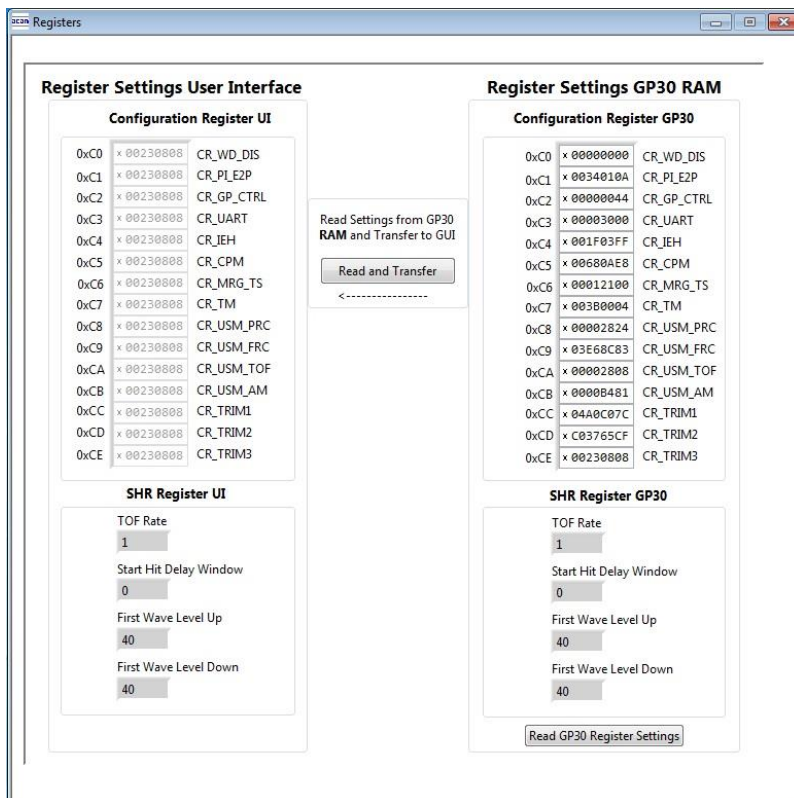 acam Registers
Register Settings User Interface
Configuration Register UI
0xC0 x 00230808 CR_WD_DIS
0xC1 x 00230808 CR_PI_E2P
0xC2 x 00230808 CR_GP_CTRL
0xC3 x 00230808 CR_UART
0xC4 x 00230808 CR_IEH
0xC5 x 00230808 CR_CPM
0xC6 x 00230808 CR_MRG_TS
0xC7 x 00230808 CR_TM
0xC8 x 00230808 CR_USM_PRC
0xC9 x 00230808 CR_USM_FRC
0xCA x 00230808 CR_USM_TOF
0xCB x 00230808 CR_USM_AM
0xCC x 00230808 CR_TRIM1
0xCD x 00230808 CR_TRIM2
0xCE x 00230808 CR_TRIM3
SHR Register UI
TOF Rate
1
Start Hit Delay Window
0
First Wave Level Up
40
First Wave Level Down
40
Read Settings from GP30
RAM and Transfer to GUI
Read and Transfer
<----------------
Register Settings GP30 RAM
Configuration Register GP30
0xC0 x 00000000 CR_WD_DIS
0xC1 x 0034010A CR_PI_E2P
0xC2 x 00000044 CR_GP_CTRL
0xC3 x 00003000 CR_UART
0xC4 x 001F03FF CR_IEH
0xC5 x 00680AE8 CR_CPM
0xC6 x 00012100 CR_MRG_TS
0xC7 x 003B0004 CR_TM
0xC8 x 00002824 CR_USM_PRC
0xC9 x 03E68C83 CR_USM_FRC
0xCA x 00002808 CR_USM_TOF
0xCB x 0000B481 CR_USM_AM
0xCC x 04A0C07C CR_TRIM1
0xCD x C03765CF CR_TRIM2
0xCE x 00230808 CR_TRIM3
SHR Register GP30
TOF Rate
1
Start Hit Delay Window
0
First Wave Level Up
40
First Wave Level Down
40
Read GP30 Register Settings